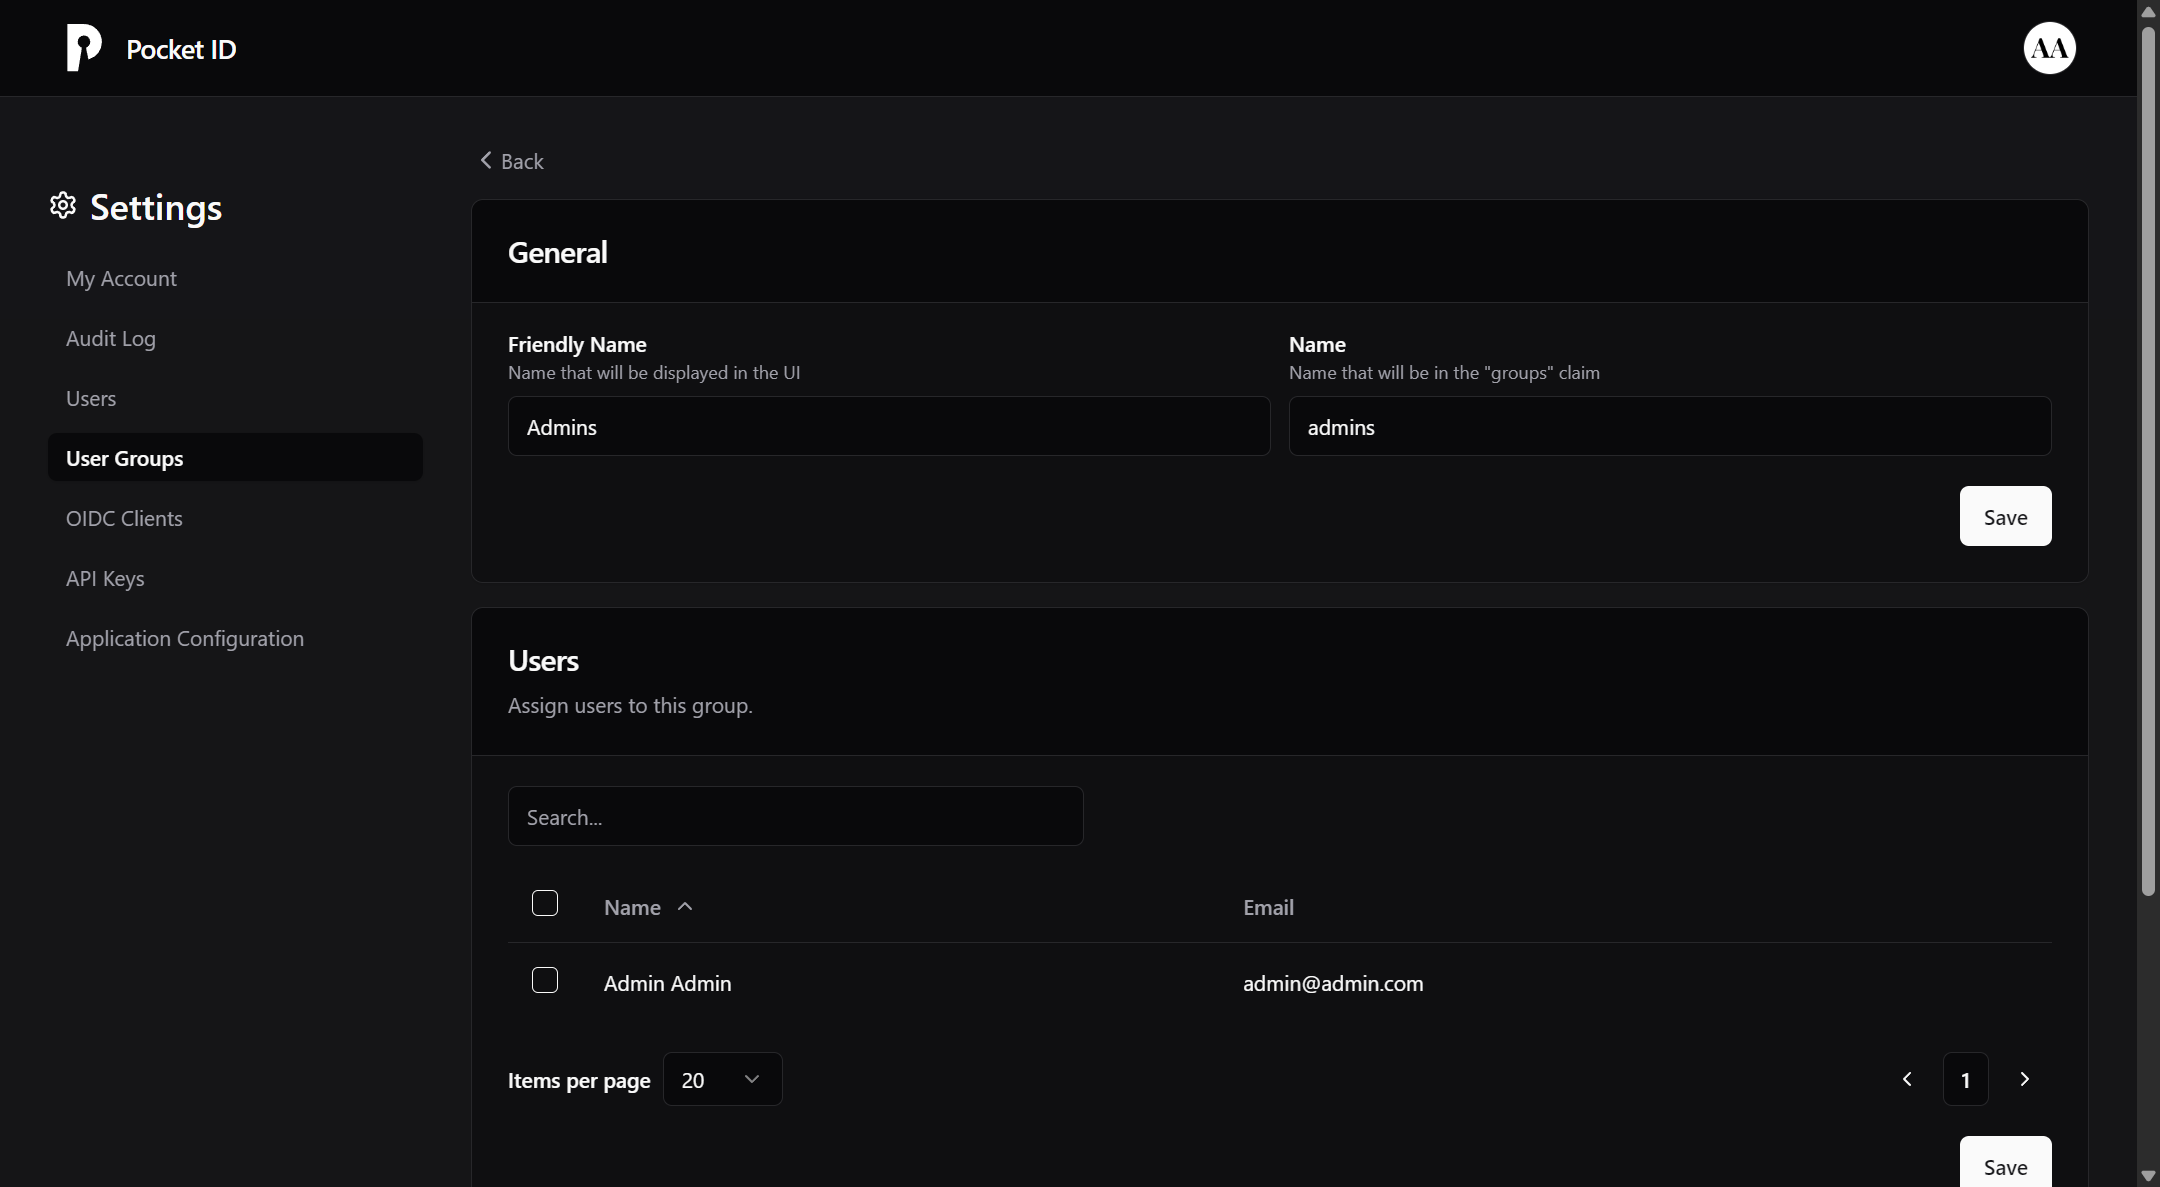 Pocket ID
AA
Settings
My Account
Audit Log
Users
User Groups
OIDC Clients
API Keys
Application Configuration
Back
General
Friendly Name
Name that will be displayed in the UI
Admins
Name
Name that will be in the "groups" claim
admins
Save
Users
Assign users to this group.
Search...
Name Email
Admin Admin admin@admin.com
Items per page 20 1
Save